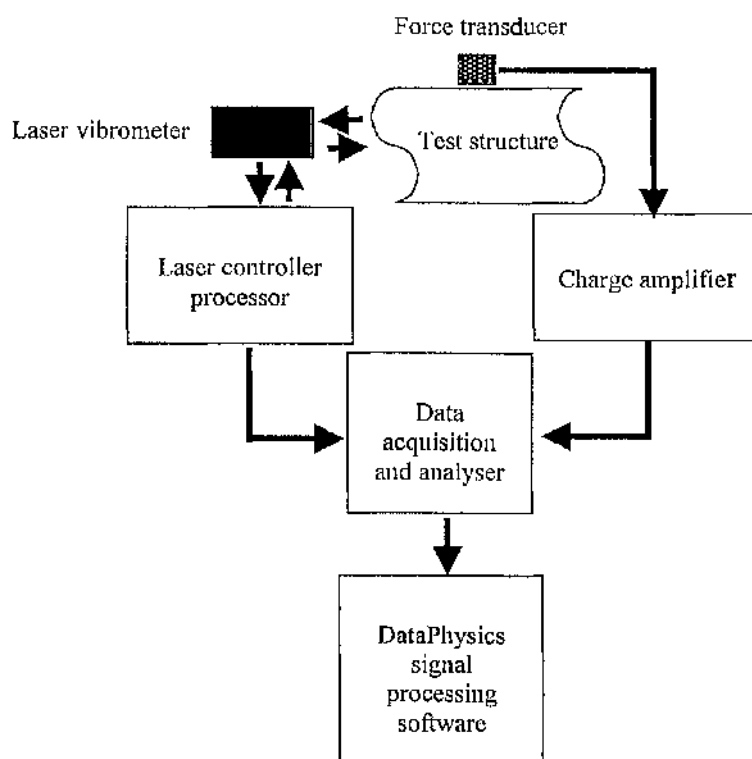 Force transducer
Laser vibrometer
Test structure
Laser controller
processor
Charge amplifier
Data
acquisition
and analyser
DataPhysics
signal
processing
software